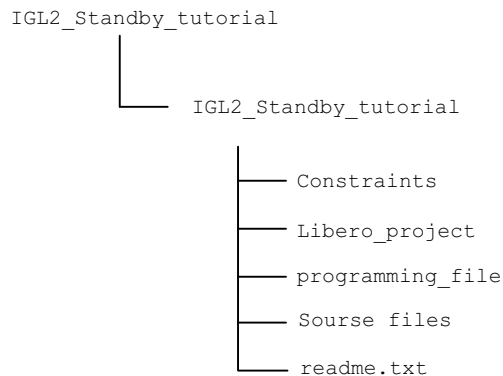 IGL2_Standby_tutorial
IGL2_Standby_tutorial
Constraints
Libero_project
programming_file
Sourse files
readme.txt